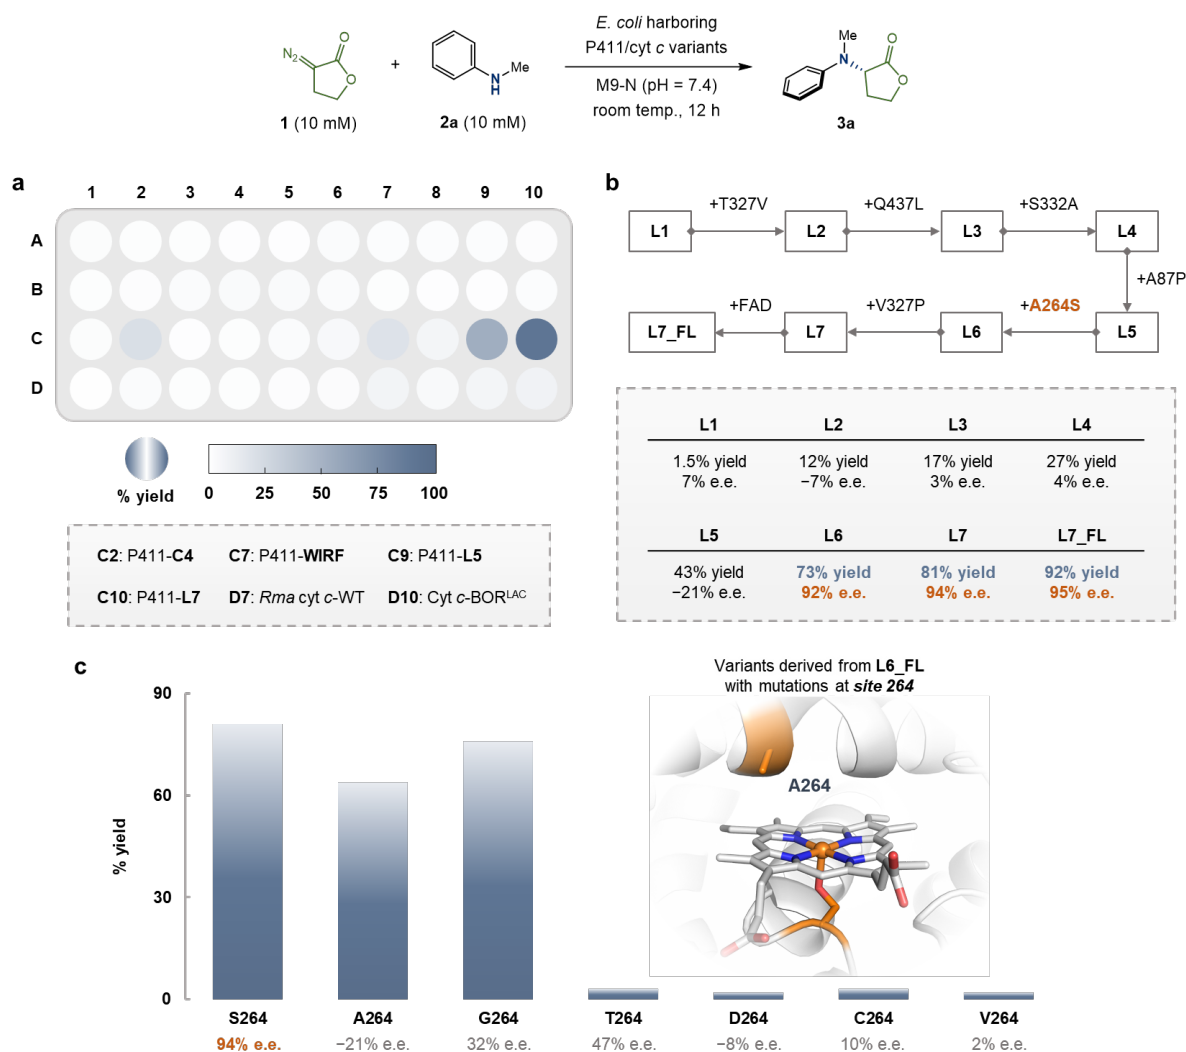 N₂
O
O
1 (10 mM)
+
N
H
Me
2a (10 mM)
E. coli harboring
P411/cyt c variants
M9-N (pH = 7.4)
room temp., 12 h
Me
N
O
O
3a
a
1 2 3 4 5 6 7 8 9 10
A
B
C
D
% yield
0 25 50 75 100
C2: P411-C4 C7: P411-WIRF C9: P411-L5
C10: P411-L7 D7: Rma cyt c-WT D10: Cyt c-BORᴸᴬᶜ
b
L1 +T327V L2 +Q437L L3 +S332A L4
+A87P
L7_FL +FAD L7 +V327P L6 +A264S L5
L1 L2 L3 L4
1.5% yield 12% yield 17% yield 27% yield
7% e.e. −7% e.e. 3% e.e. 4% e.e.
L5 L6 L7 L7_FL
43% yield 73% yield 81% yield 92% yield
−21% e.e. 92% e.e. 94% e.e. 95% e.e.
c
Variants derived from L6_FL
with mutations at site 264
A264
% yield
90
60
30
0
S264 A264 G264 T264 D264 C264 V264
94% e.e. −21% e.e. 32% e.e. 47% e.e. −8% e.e. 10% e.e. 2% e.e.